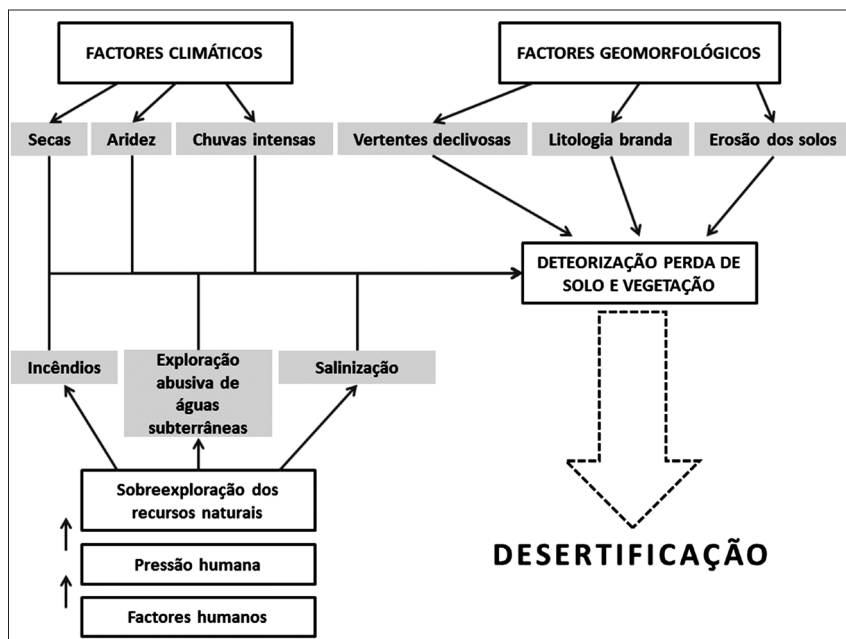 FACTORES CLIMÁTICOS
FACTORES GEOMORFOLÓGICOS
Secas
Aridez
Chuvas intensas
Vertentes declivosas
Litologia branda
Erosão dos solos
DETEORIZAÇÃO PERDA DE
SOLO E VEGETAÇÃO
Incêndios
Exploração
abusiva de
águas
subterrâneas
Salinização
Sobreexploração dos
recursos naturais
Pressão humana
Factores humanos
DESERTIFICAÇÃO